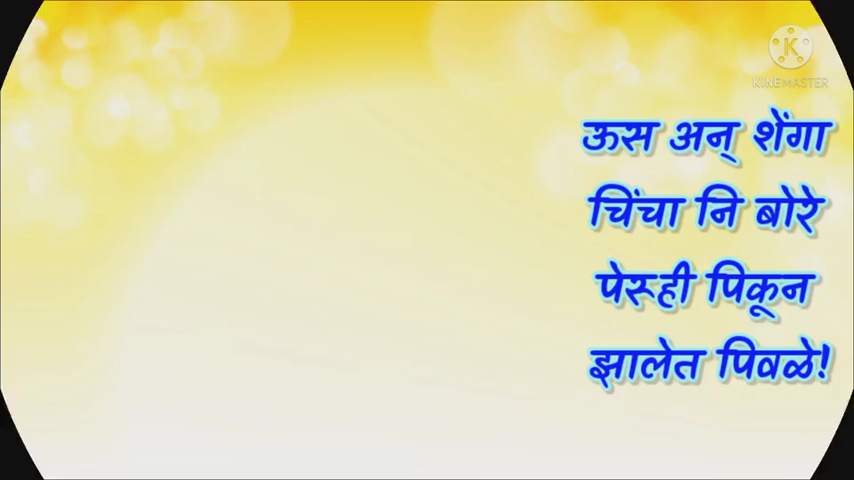 K
KINEMASTER
ऊस अन् शेंगा
चिंचा नि बोरे
पेरूही पिकून
झालेत पिवळे!